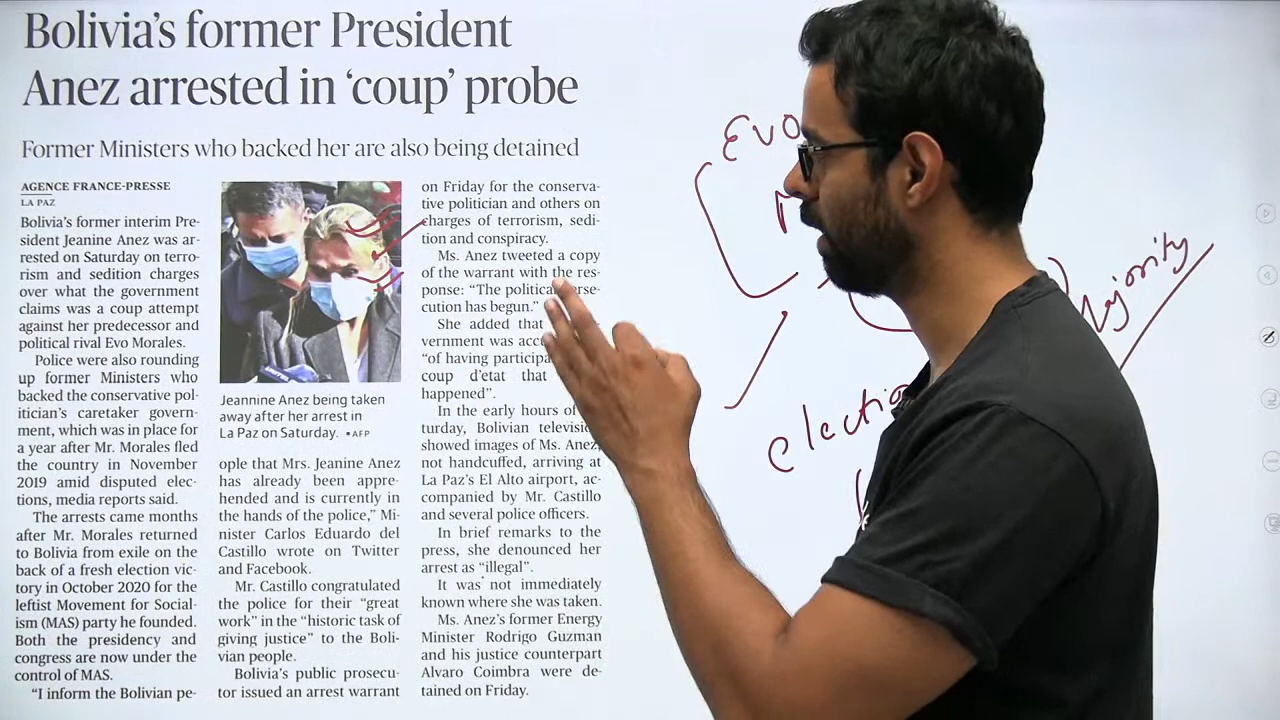 Bolivia's former President
Anez arrested in 'coup' probe
Former Ministers who backed her are also being detained
AGENCE FRANCE-PRESSE
LA PAZ
Bolivia's former interim Pre-
sident Jeanine Anez was ar-
rested on Saturday on terro-
rism and sedition charges
over what the government
claims was a coup attempt
against her predecessor and
political rival Evo Morales.
Police were also rounding
up former Ministers who
backed the conservative pol-
itician's caretaker govern-
ment, which was in place for
a year after Mr. Morales fled
the country in November
2019 amid disputed elec-
tions, media reports said.
The arrests came months
after Mr. Morales returned
to Bolivia from exile on the
back of a fresh election vic-
tory in October 2020 for the
leftist Movement for Social-
ism (MAS) party he founded.
Both the presidency and
congress are now under the
control of MAS.
"I inform the Bolivian pe-
Jeannine Anez being taken
away after her arrest in
La Paz on Saturday. ▪AFP
ople that Mrs. Jeanine Anez
has already been appre-
hended and is currently in
the hands of the police," Mi-
nister Carlos Eduardo del
Castillo wrote on Twitter
and Facebook.
Mr. Castillo congratulated
the police for their "great
work" in the "historic task of
giving justice" to the Boli-
vian people.
Bolivia's public prosecu-
tor issued an arrest warrant
on Friday for the conserva-
tive politician and others on
charges of terrorism, sedi-
tion and conspiracy.
Ms. Anez tweeted a copy
of the warrant with the res-
ponse: "The political
cution has begun."
She added that
vernment was
"of having
coup d'etat that
happened".
In the early hours of
turday, Bolivian
showed images of Ms. Anez,
not handcuffed, arriving at
La Paz's El Alto airport, ac-
companied by Mr. Castillo
and several police officers.
In brief remarks to the
press, she denounced her
arrest as "illegal".
It was not immediately
known where she was taken.
Ms. Anez's former Energy
Minister Rodrigo Guzman
and his justice counterpart
Alvaro Coimbra were de-
tained on Friday.
Evo
Majority
electio